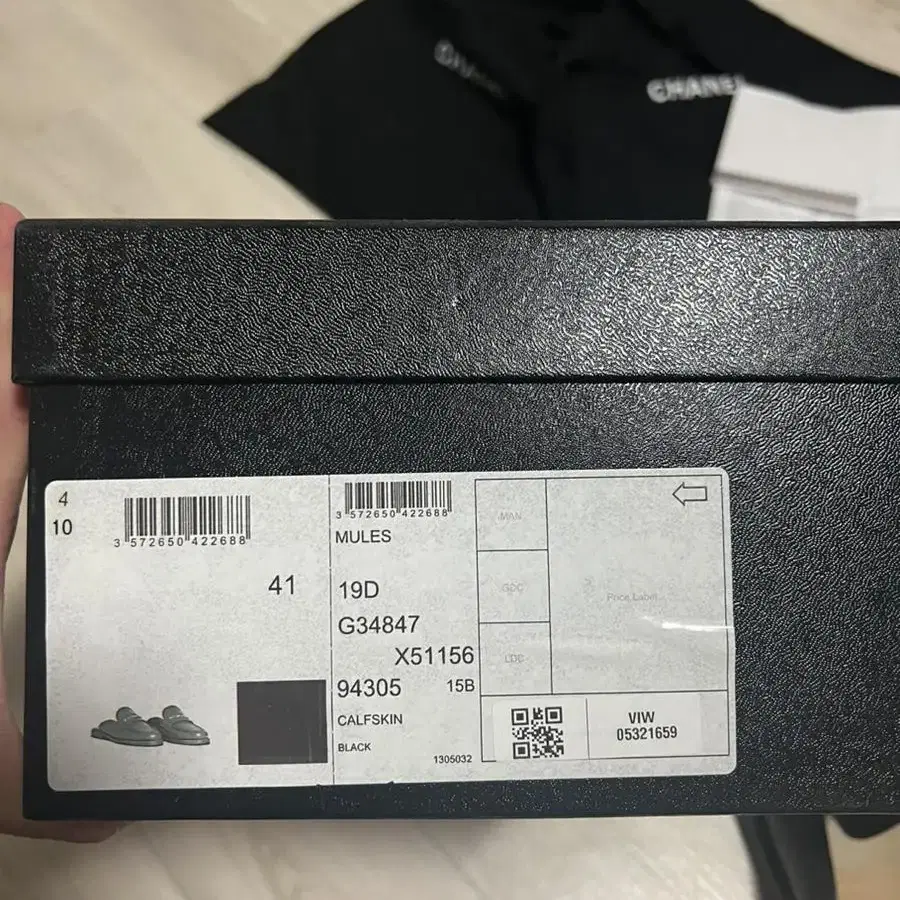 CHANEL
4
10
3 572650 422688
41
3 572650 422688
MULES
19D
G34847
X51156
94305 15B
CALFSKIN
BLACK
1305032
MAN
GDC
LDC
Price Label
VIW
05321659